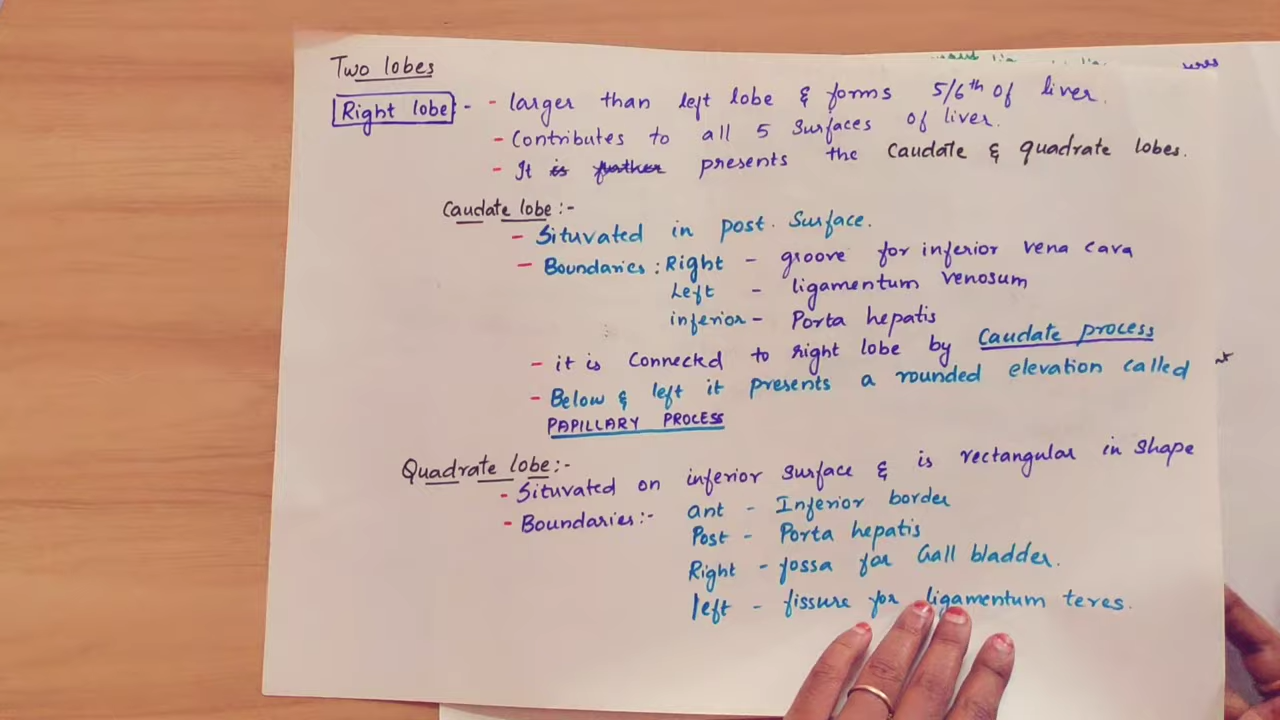 Two lobes
Right lobe :- - larger than left lobe & forms 5/6th of liver.
- Contributes to all 5 surfaces of liver.
- It is further presents the Caudate & quadrate lobes.
Caudate lobe :-
- Situvated in post. Surface.
- Boundaries : Right - groove for inferior vena cava
Left - ligamentum venosum
inferior - Porta hepatis
- it is Connected to right lobe by Caudate process
- Below & left it presents a rounded elevation called
PAPILLARY PROCESS
Quadrate lobe:-
- Situvated on inferior surface & is rectangular in shape
- Boundaries:- ant - Inferior border
Post - Porta hepatis
Right - fossa for Gall bladder.
left - fissure for ligamentum teres.